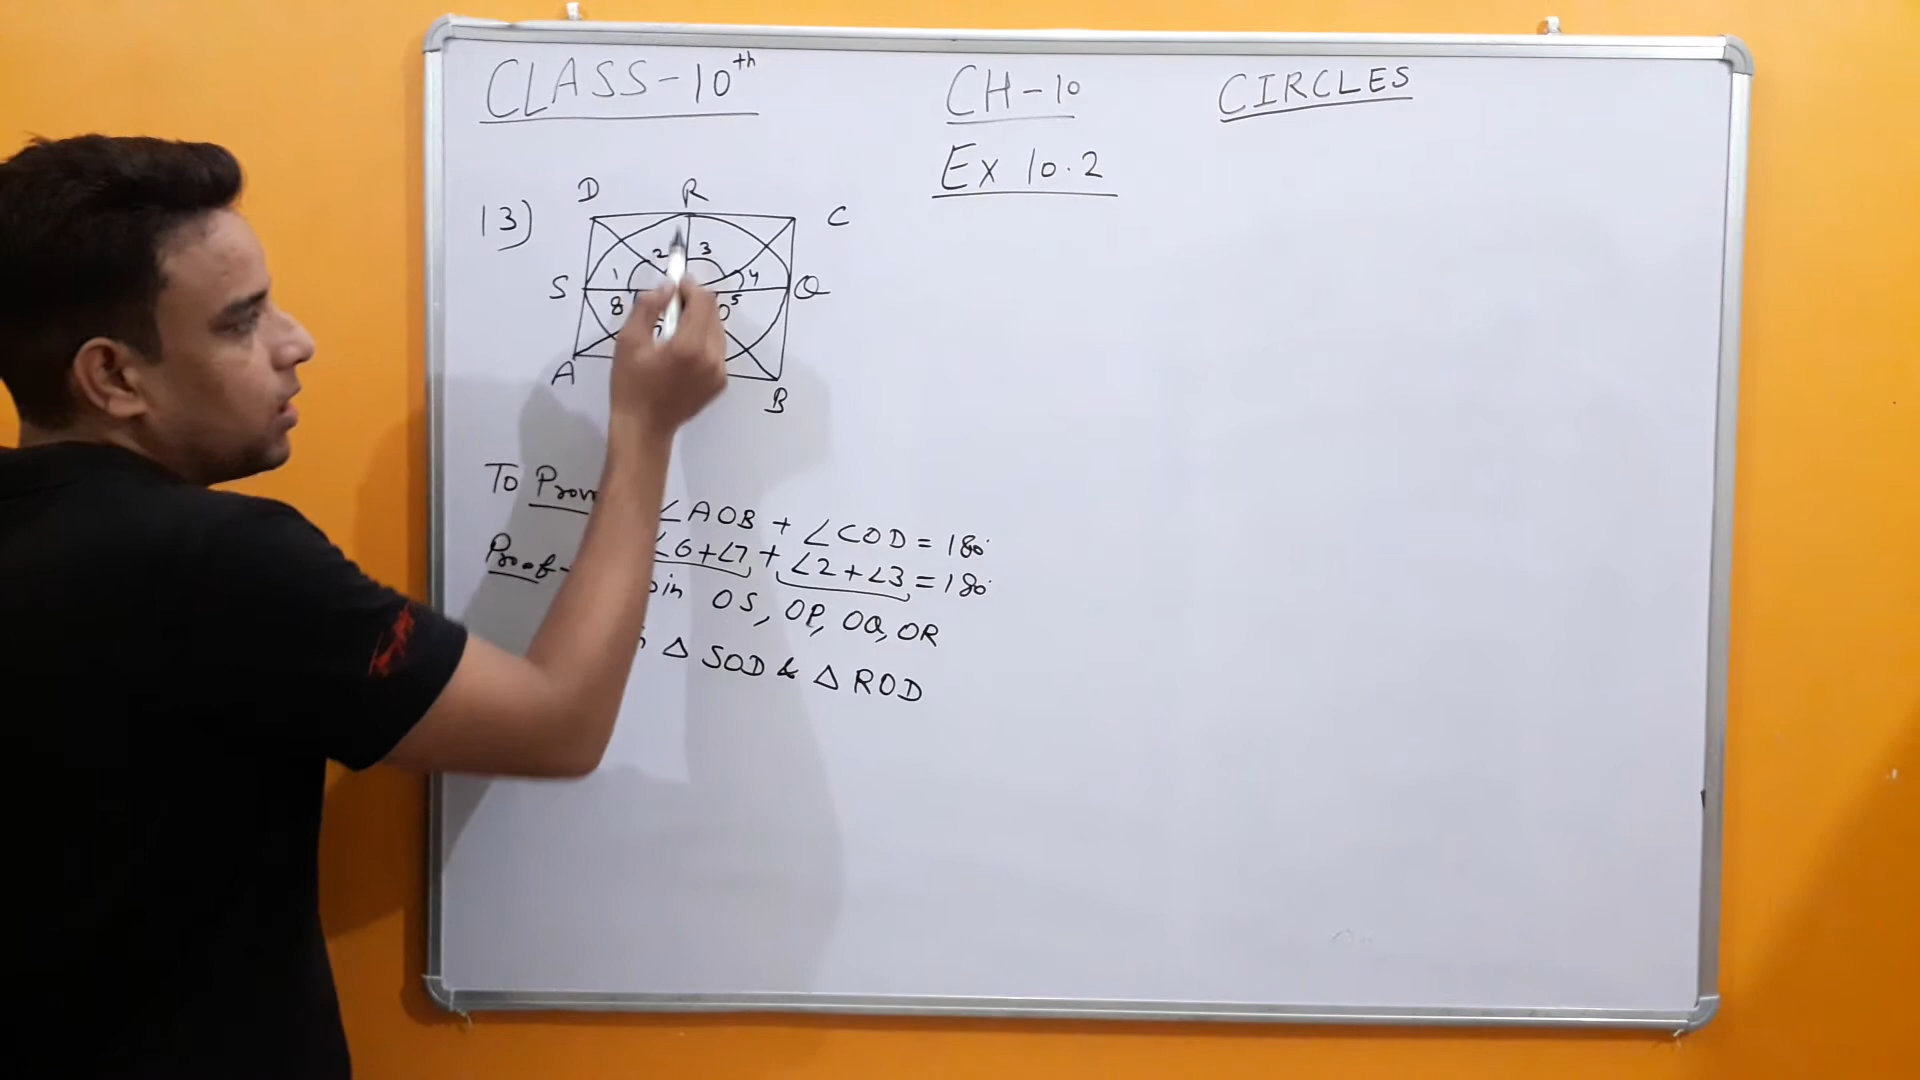 CLASS-10th
CH-10
CIRCLES
Ex 10.2
13)
D R C
2 3
1 4
S Q
8 5
O
A
B
To
∠AOB + ∠COD = 180°
∠6+∠7 + ∠2+∠3 = 180°
Proof-
OS, OP, OQ, OR
△ SOD & △ ROD